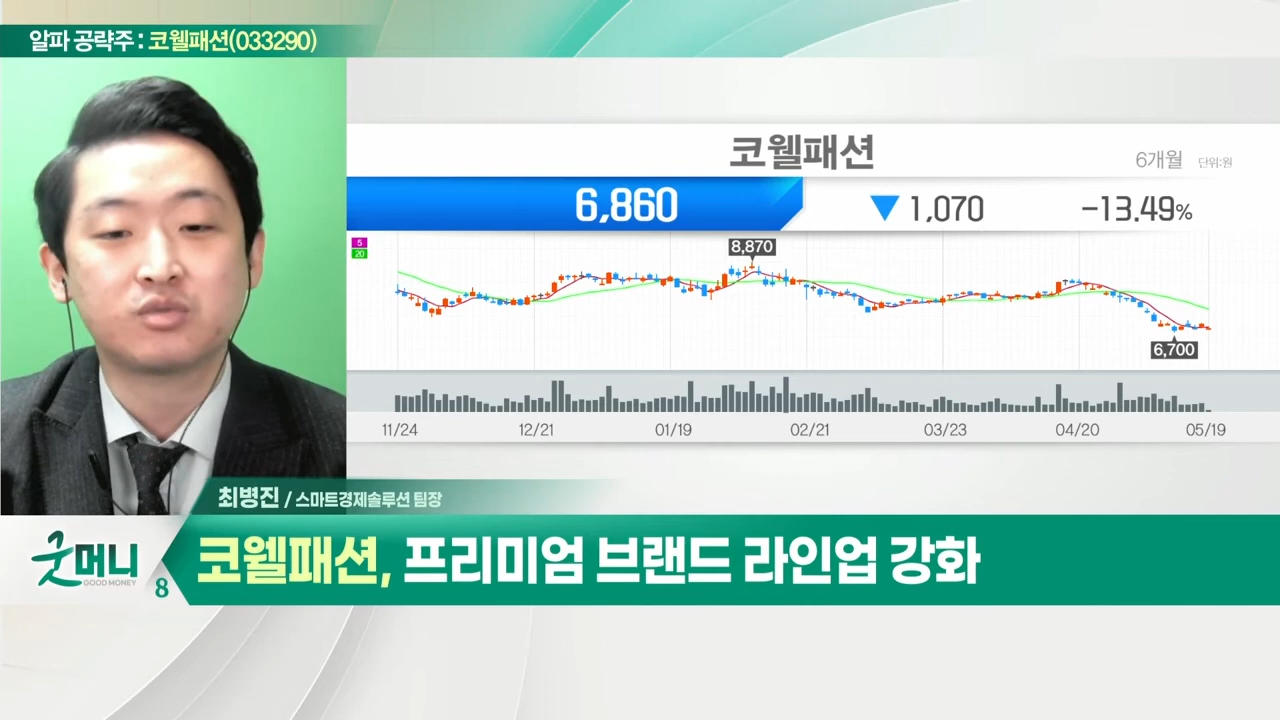 알파 공략주 : 코웰패션(033290)
코웰패션
6개월 단위:원
6,860 ▼ 1,070 -13.49%
5
20
8,870
6,700
11/24 12/21 01/19 02/21 03/23 04/20 05/19
최병진 / 스마트경제솔루션 팀장
굿머니
GOOD MONEY
8
코웰패션, 프리미엄 브랜드 라인업 강화